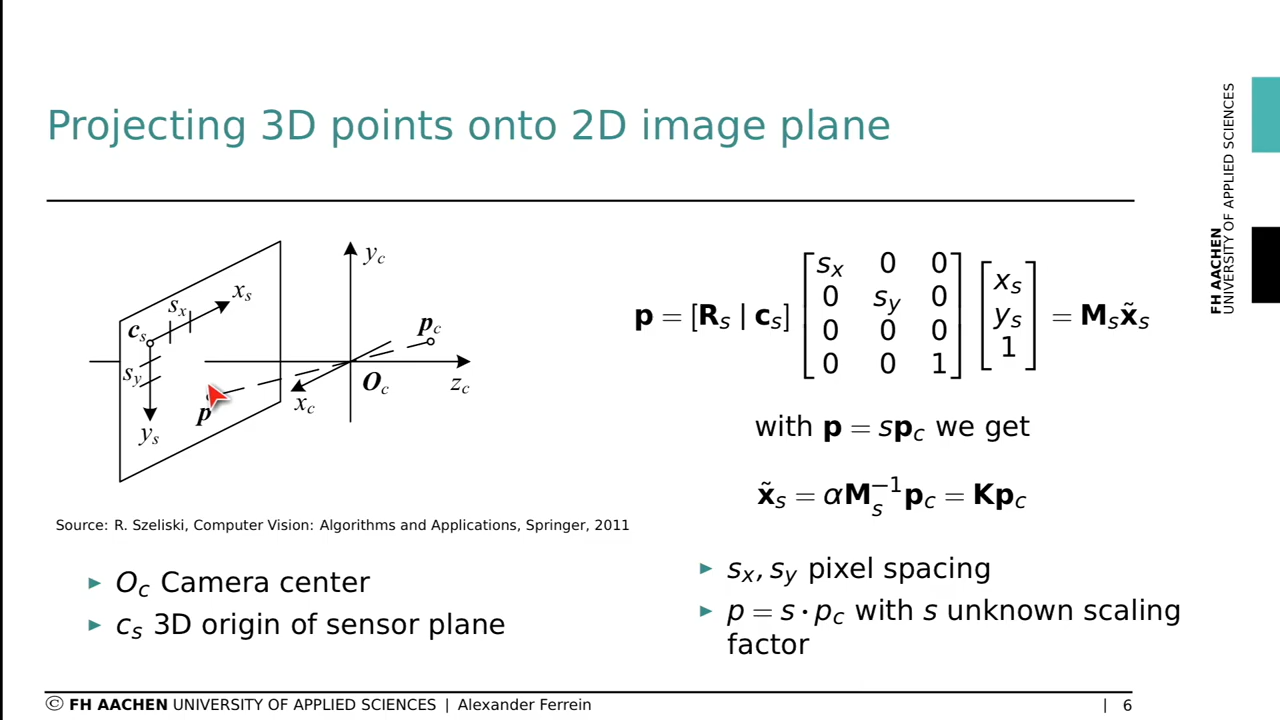 Projecting 3D points onto 2D image plane
FH AACHEN
UNIVERSITY OF APPLIED SCIENCES
y_c
x_s
s_x
c_s
s_y
y_s
p
p_c
O_c
x_c
z_c
p = [R_s | c_s] [s_x 0 0; 0 s_y 0; 0 0 0; 0 0 1] [x_s; y_s; 1] = M_s x̃_s
with p = sp_c we get
x̃_s = αM_s^{−1} p_c = Kp_c
Source: R. Szeliski, Computer Vision: Algorithms and Applications, Springer, 2011
► O_c Camera center
► c_s 3D origin of sensor plane
► s_x, s_y pixel spacing
► p = s · p_c with s unknown scaling
factor
© FH AACHEN UNIVERSITY OF APPLIED SCIENCES | Alexander Ferrein
| 6